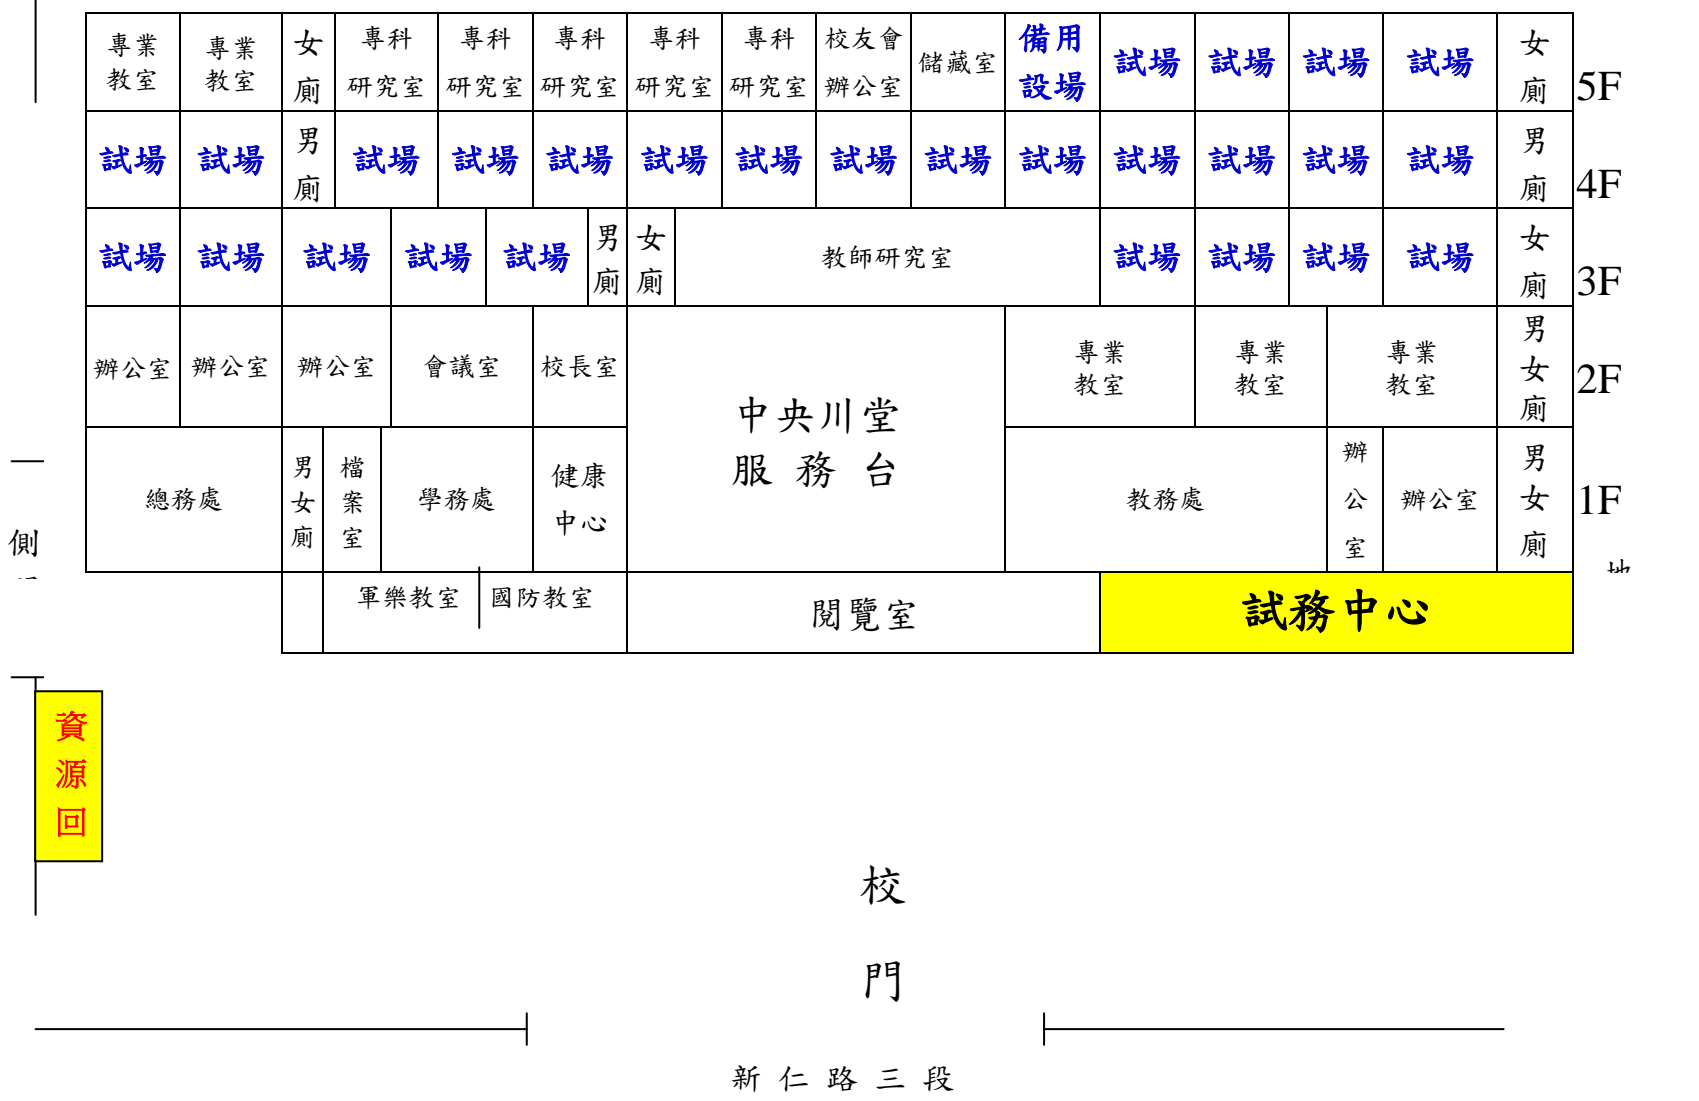 專業教室
專業教室
女廁
專科研究室
專科研究室
專科研究室
專科研究室
專科研究室
校友會辦公室
儲藏室
備用設場
試場
試場
試場
試場
女廁
5F
試場
試場
男廁
試場
試場
試場
試場
試場
試場
試場
試場
試場
試場
試場
試場
男廁
4F
試場
試場
試場
試場
試場
男廁
女廁
教師研究室
試場
試場
試場
試場
女廁
3F
辦公室
辦公室
辦公室
會議室
校長室
中央川堂
服務台
專業教室
專業教室
專業教室
男女廁
2F
總務處
男女廁
檔案室
學務處
健康中心
教務處
辦公室
辦公室
男女廁
1F
側
軍樂教室
國防教室
閱覽室
試務中心
資源回
校門
新仁路三段